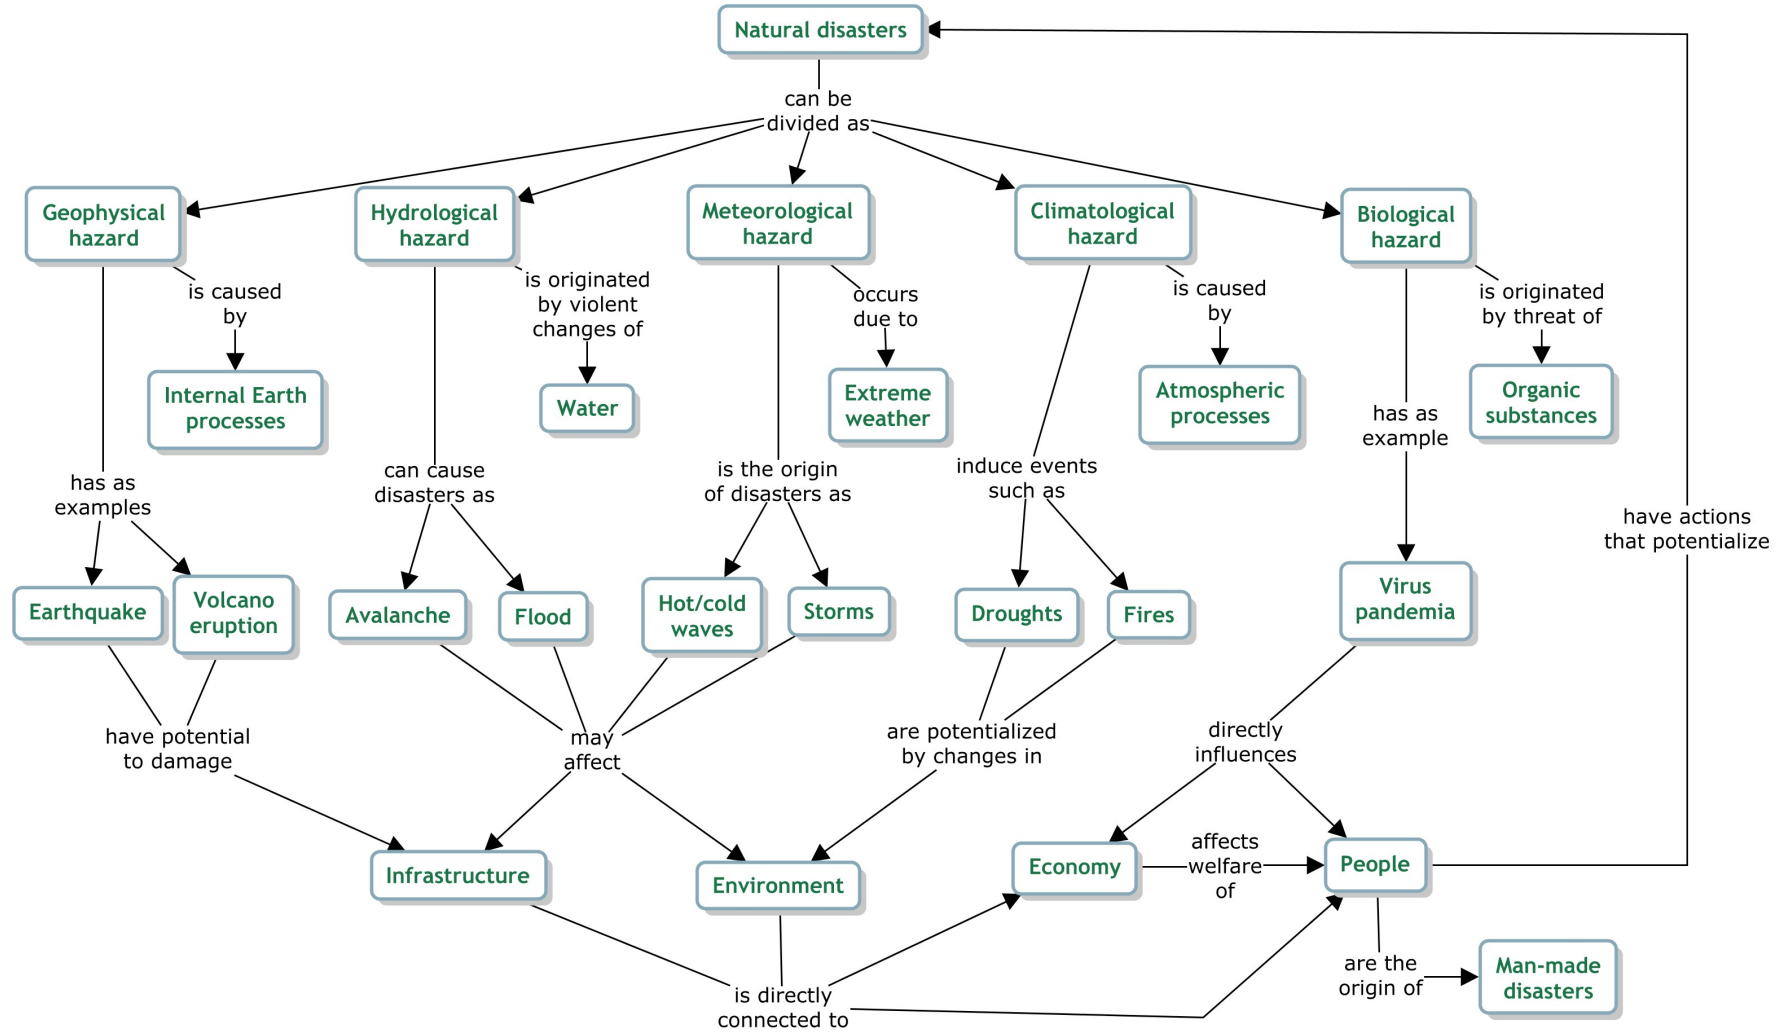 Natural disasters
can be
divided as
Geophysical
hazard
Hydrological
hazard
Meteorological
hazard
Climatological
hazard
Biological
hazard
is caused
by
is originated
by violent
changes of
occurs
due to
is caused
by
is originated
by threat of
Internal Earth
processes
Water
Extreme
weather
Atmospheric
processes
Organic
substances
has as
examples
can cause
disasters as
is the origin
of disasters as
induce events
such as
has as
example
have actions
that potentialize
Earthquake
Volcano
eruption
Avalanche
Flood
Hot/cold
waves
Storms
Droughts
Fires
Virus
pandemia
have potential
to damage
may
affect
are potentialized
by changes in
directly
influences
Infrastructure
Environment
Economy
affects
welfare
of
People
is directly
connected to
are the
origin of
Man-made
disasters